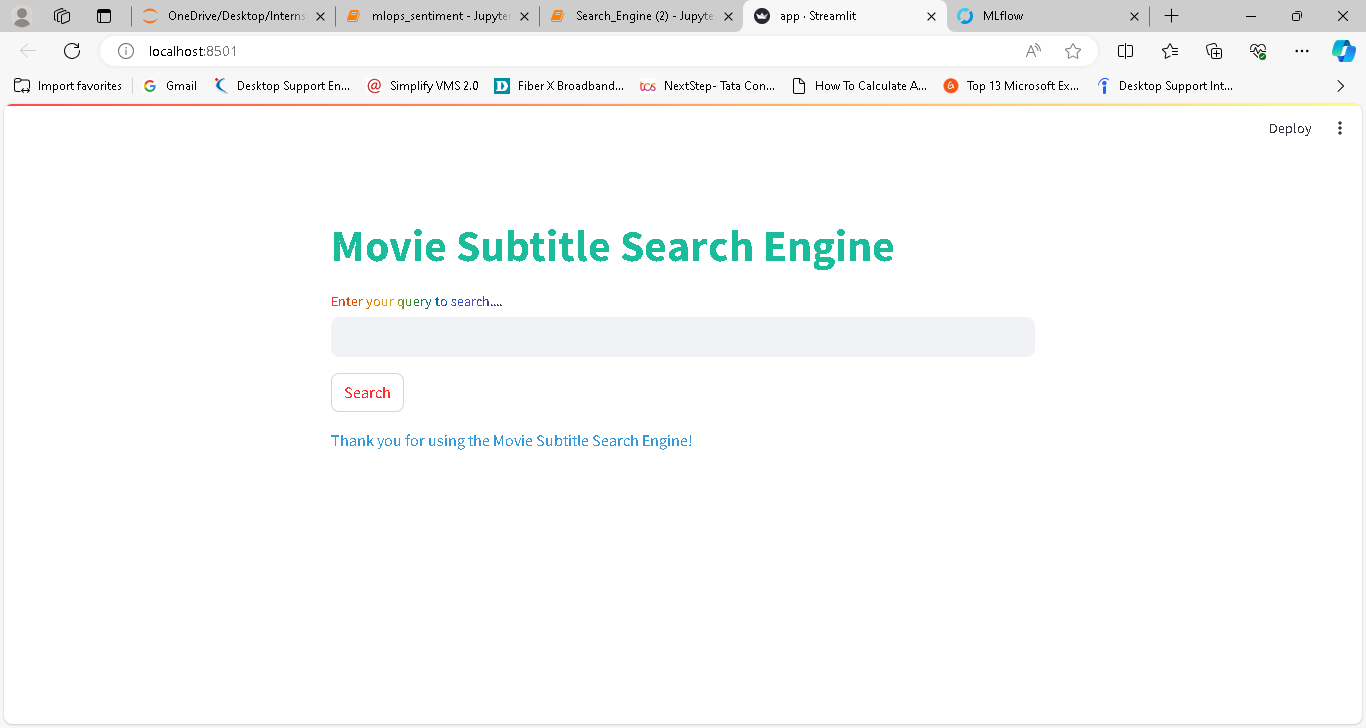 OneDrive/Desktop/Interns
mlops_sentiment - Jupyte
Search_Engine (2) - Jupyte
app · Streamlit
MLflow
localhost:8501
Import favorites
Gmail
Desktop Support En...
Simplify VMS 2.0
Fiber X Broadband...
tcs NextStep- Tata Con...
How To Calculate A...
Top 13 Microsoft Ex...
Desktop Support Int...
Deploy
Movie Subtitle Search Engine
Enter your query to search....
Search
Thank you for using the Movie Subtitle Search Engine!